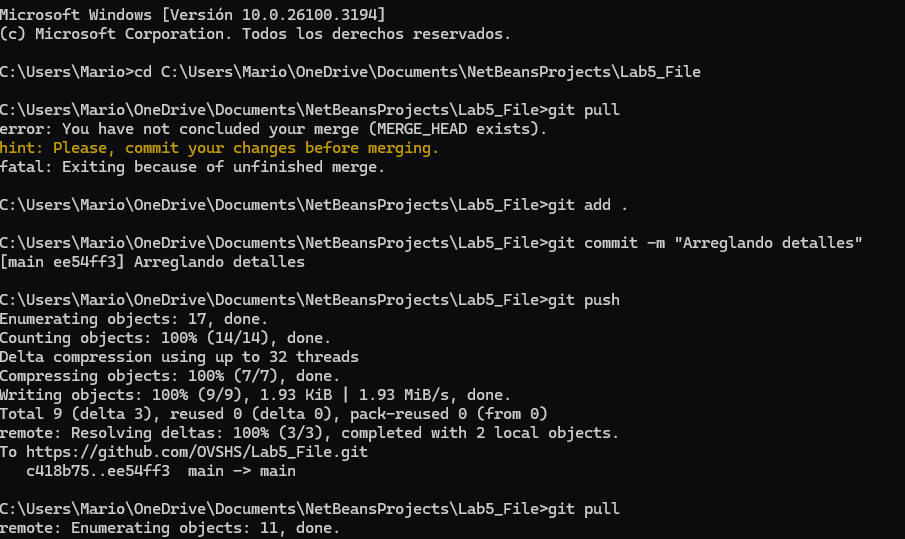 Microsoft Windows [Versión 10.0.26100.3194]
(c) Microsoft Corporation. Todos los derechos reservados.
C:\Users\Mario>cd C:\Users\Mario\OneDrive\Documents\NetBeansProjects\Lab5_File
C:\Users\Mario\OneDrive\Documents\NetBeansProjects\Lab5_File>git pull
error: You have not concluded your merge (MERGE_HEAD exists).
hint: Please, commit your changes before merging.
fatal: Exiting because of unfinished merge.
C:\Users\Mario\OneDrive\Documents\NetBeansProjects\Lab5_File>git add .
C:\Users\Mario\OneDrive\Documents\NetBeansProjects\Lab5_File>git commit -m "Arreglando detalles"
[main ee54ff3] Arreglando detalles
C:\Users\Mario\OneDrive\Documents\NetBeansProjects\Lab5_File>git push
Enumerating objects: 17, done.
Counting objects: 100% (14/14), done.
Delta compression using up to 32 threads
Compressing objects: 100% (7/7), done.
Writing objects: 100% (9/9), 1.93 KiB | 1.93 MiB/s, done.
Total 9 (delta 3), reused 0 (delta 0), pack-reused 0 (from 0)
remote: Resolving deltas: 100% (3/3), completed with 2 local objects.
To https://github.com/OVSHS/Lab5_File.git
   c418b75..ee54ff3  main -> main
C:\Users\Mario\OneDrive\Documents\NetBeansProjects\Lab5_File>git pull
remote: Enumerating objects: 11, done.